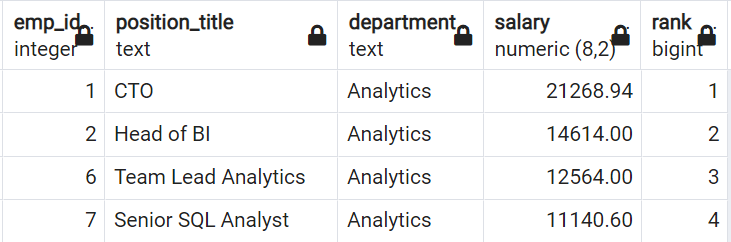 emp_id position_title department salary rank
integer text text numeric (8,2) bigint
1 CTO Analytics 21268.94 1
2 Head of BI Analytics 14614.00 2
6 Team Lead Analytics Analytics 12564.00 3
7 Senior SQL Analyst Analytics 11140.60 4